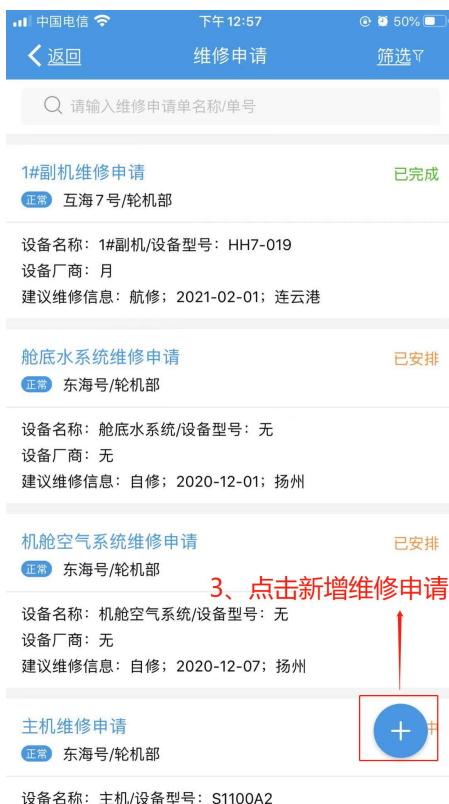 中国电信 下午12:57 50%
返回 维修申请 筛选
请输入维修申请单名称/单号
1#副机维修申请 已完成
正常 互海7号/轮机部
设备名称：1#副机/设备型号：HH7-019
设备厂商：月
建议维修信息：航修；2021-02-01；连云港
舱底水系统维修申请 已安排
正常 东海号/轮机部
设备名称：舱底水系统/设备型号：无
设备厂商：无
建议维修信息：自修；2020-12-01；扬州
机舱空气系统维修申请 已安排
正常 东海号/轮机部
3、点击新增维修申请
设备名称：机舱空气系统/设备型号：无
设备厂商：无
建议维修信息：自修；2020-12-07；扬州
主机维修申请 中
正常 东海号/轮机部
设备名称：主机/设备型号：S1100A2